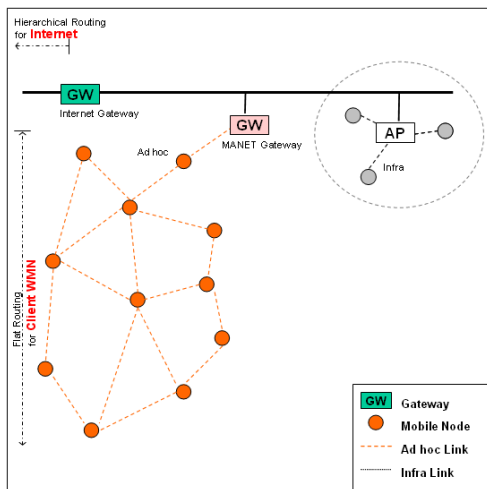 Hierarchical Routing
for Internet
GW
Internet Gateway
GW
MANET Gateway
Ad hoc
AP
Infra
Flat Routing
for Client WMN
GW Gateway
Mobile Node
Ad hoc Link
Infra Link